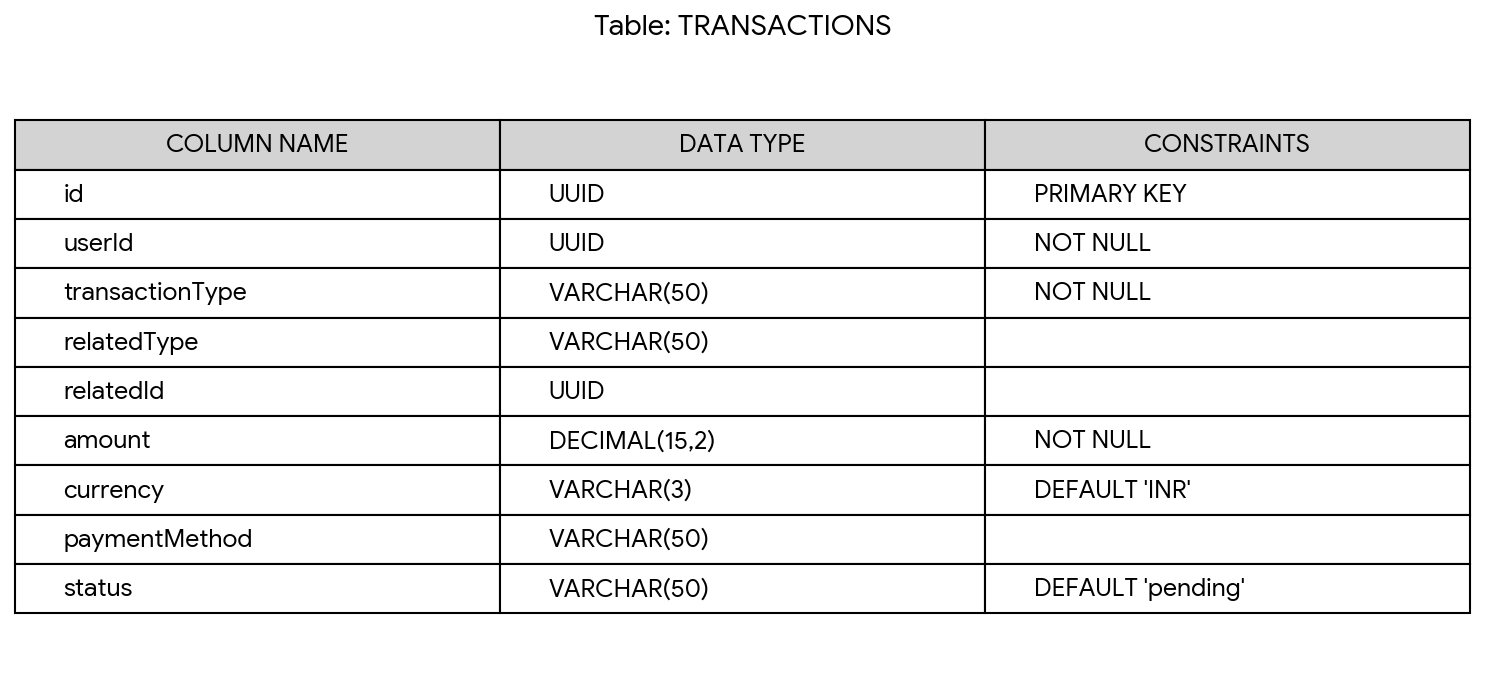 Table: TRANSACTIONS
COLUMN NAME DATA TYPE CONSTRAINTS
id UUID PRIMARY KEY
userId UUID NOT NULL
transactionType VARCHAR(50) NOT NULL
relatedType VARCHAR(50)
relatedId UUID
amount DECIMAL(15,2) NOT NULL
currency VARCHAR(3) DEFAULT 'INR'
paymentMethod VARCHAR(50)
status VARCHAR(50) DEFAULT 'pending'